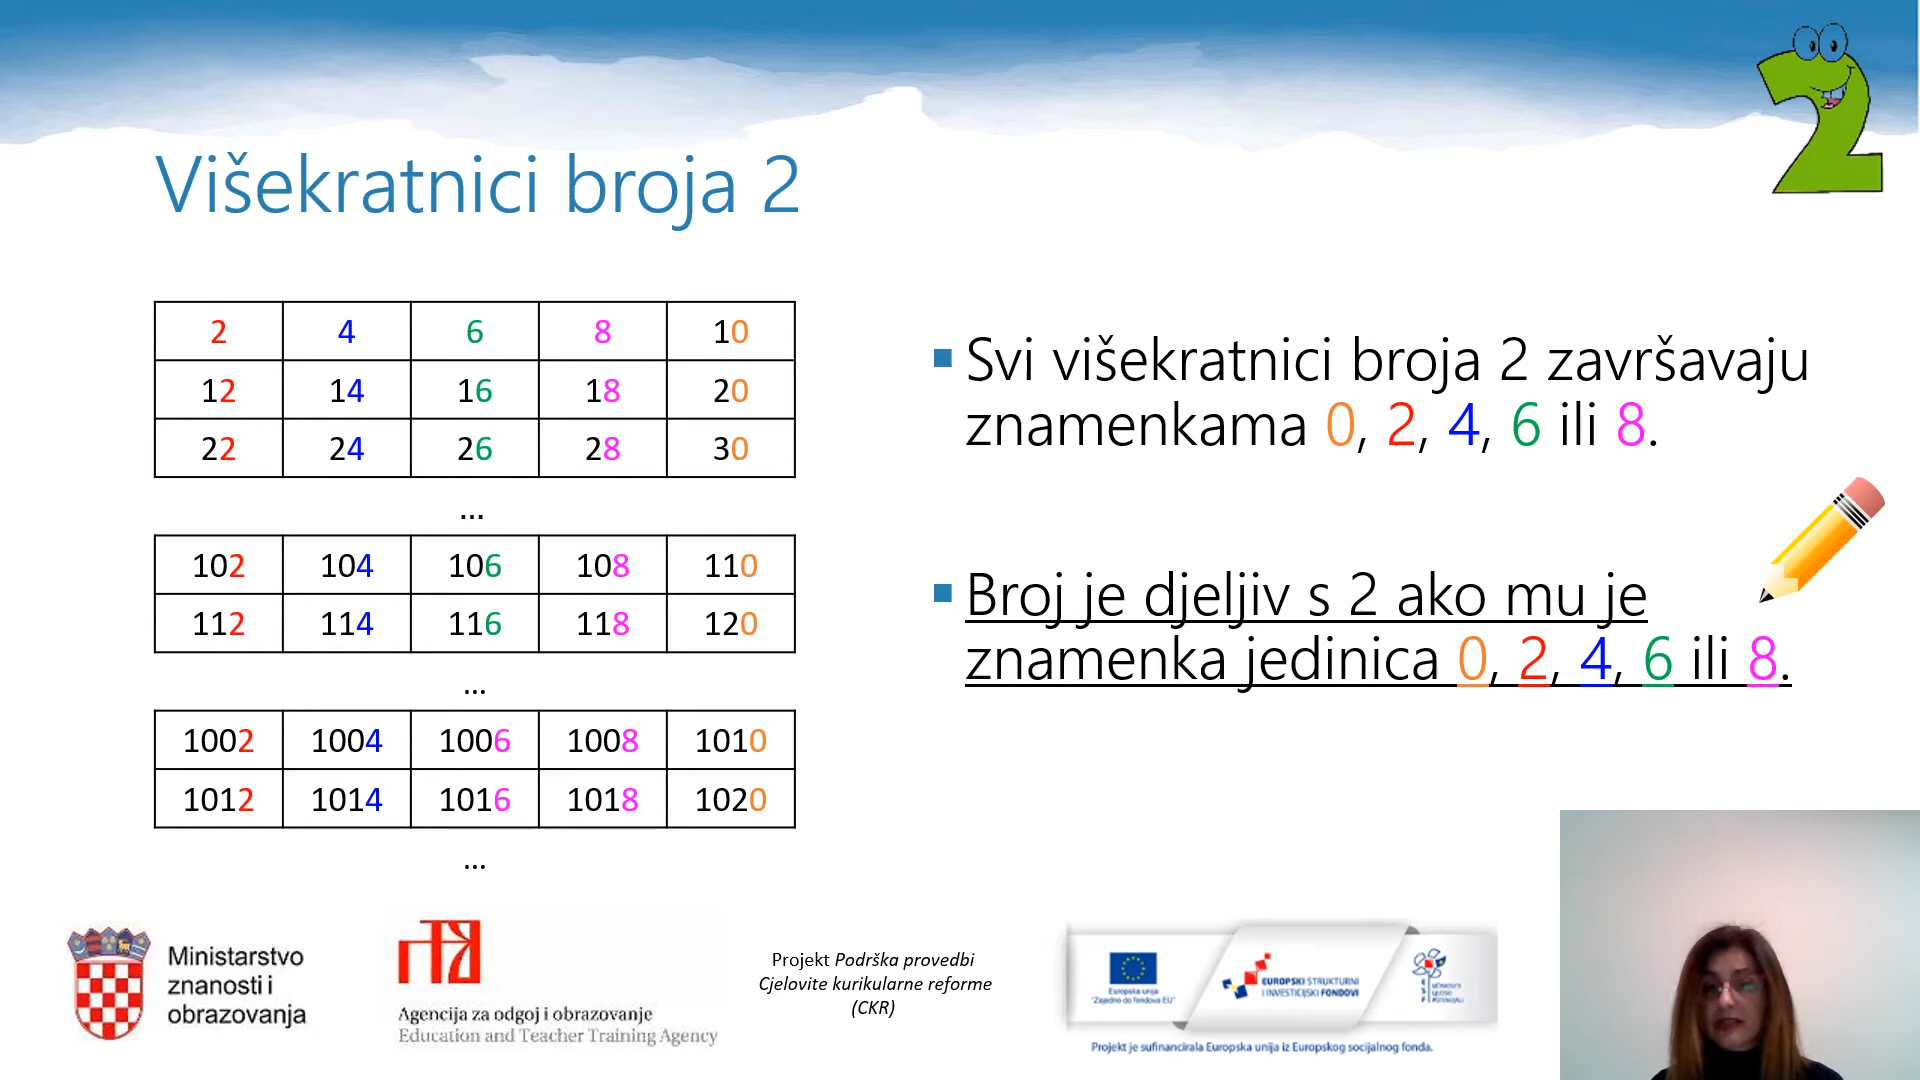 Višekratnici broja 2
2 4 6 8 10
12 14 16 18 20
22 24 26 28 30
...
102 104 106 108 110
112 114 116 118 120
...
1002 1004 1006 1008 1010
1012 1014 1016 1018 1020
...
Svi višekratnici broja 2 završavaju
znamenkama 0, 2, 4, 6 ili 8.
Broj je djeljiv s 2 ako mu je
znamenka jedinica 0, 2, 4, 6 ili 8.
Ministarstvo
znanosti i
obrazovanja
Agencija za odgoj i obrazovanje
Education and Teacher Training Agency
Projekt Podrška provedbi
Cjelovite kurikularne reforme
(CKR)
Europska unija
"Zajedno do fondova EU"
EUROPSKI STRUKTURNI
I INVESTICIJSKI FONDOVI
Projekt je sufinancirala Europska unija iz Europskog socijalnog fonda.